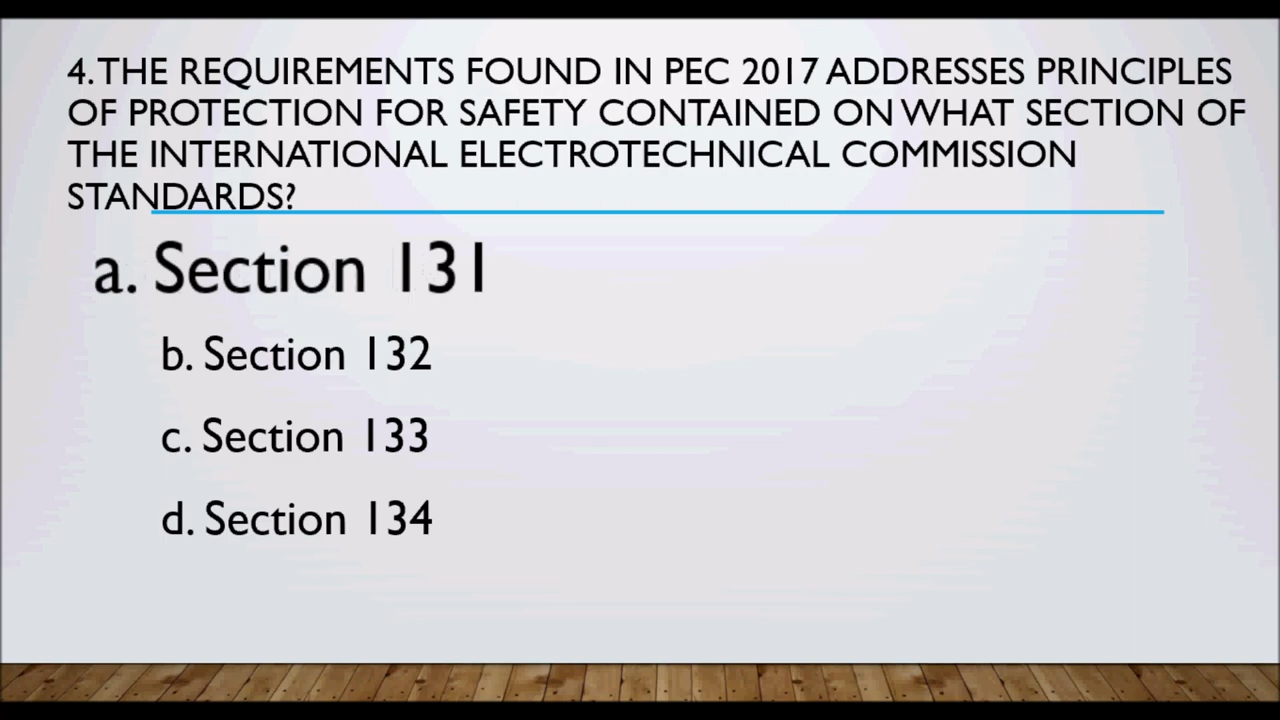 4. THE REQUIREMENTS FOUND IN PEC 2017 ADDRESSES PRINCIPLES
OF PROTECTION FOR SAFETY CONTAINED ON WHAT SECTION OF
THE INTERNATIONAL ELECTROTECHNICAL COMMISSION
STANDARDS?
a. Section 131
b. Section 132
c. Section 133
d. Section 134